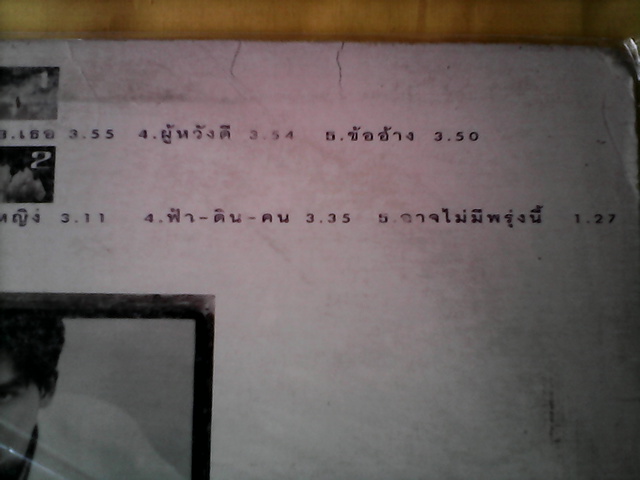 3.เธอ 3.55 4.ผู้หวังดี 3.54 5.ข้ออ้าง 3.50
2
หญิง 3.11 4.ฟ้า-ดิน-คน 3.35 5.อาจไม่มีพรุ่งนี้ 1.27